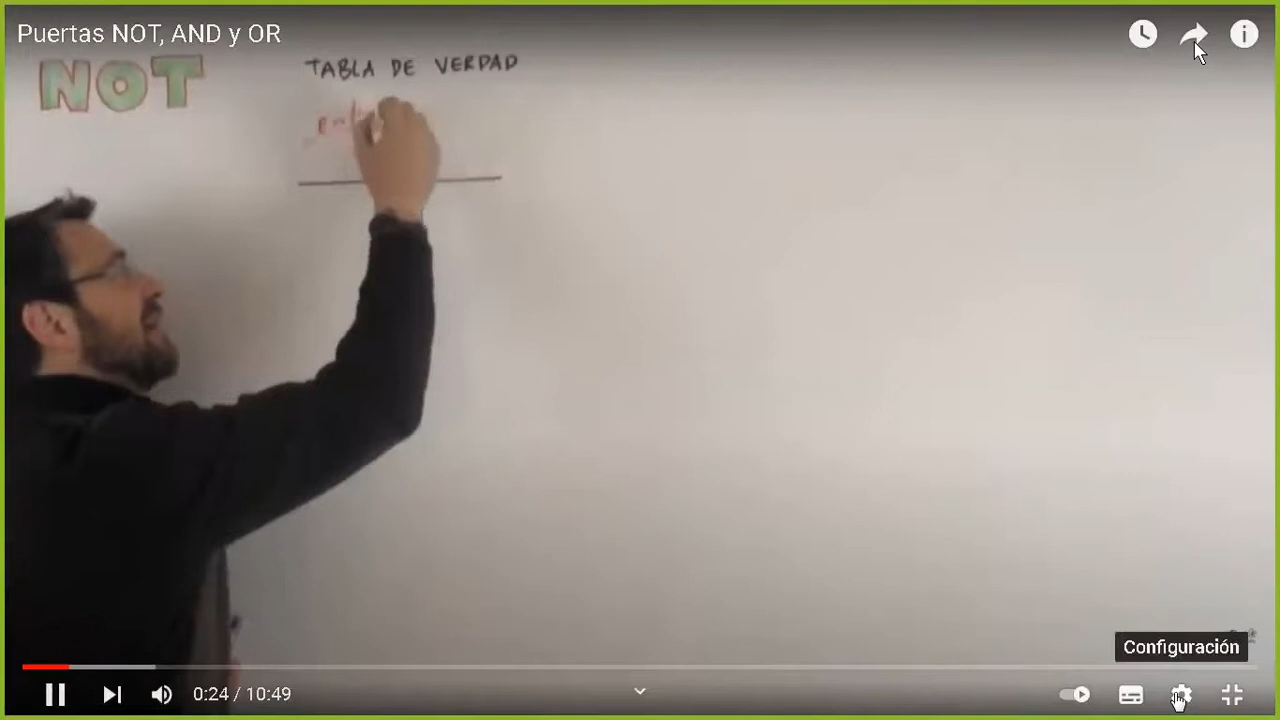 Puertas NOT, AND y OR
NOT
TABLA DE VERDAD
Configuración
0:24 / 10:49